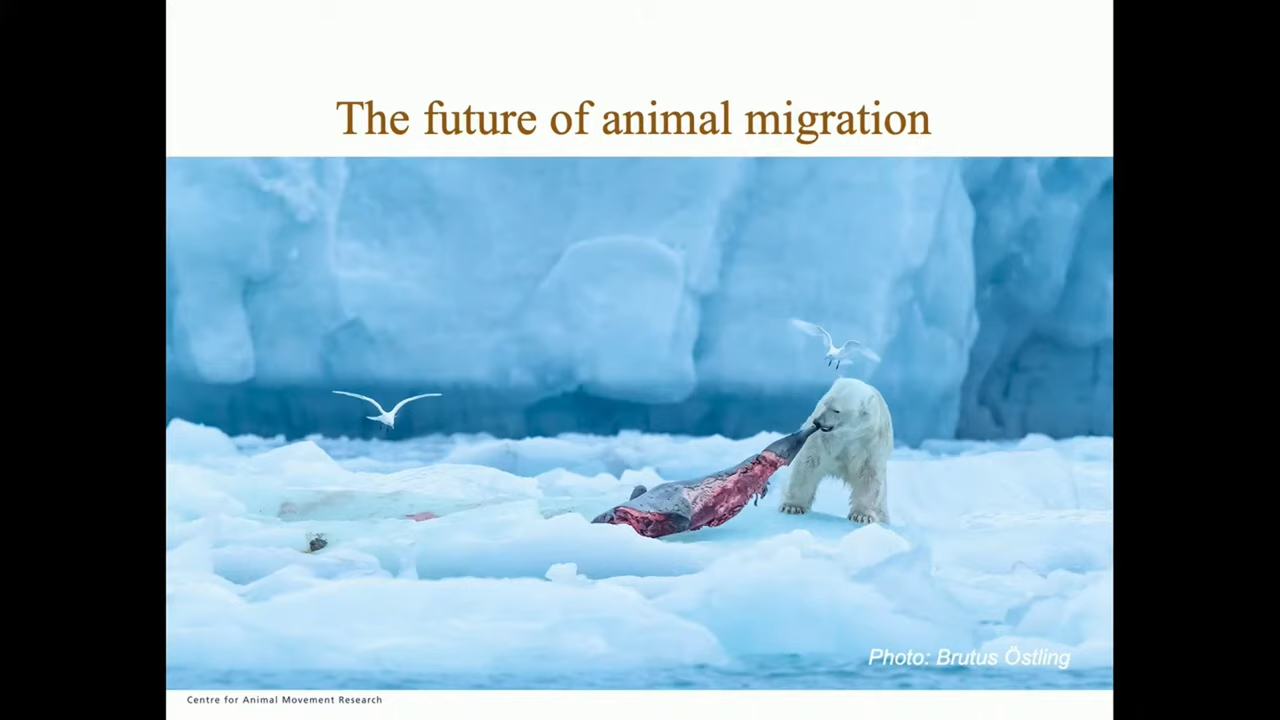 The future of animal migration
Photo: Brutus Östling
Centre for Animal Movement Research